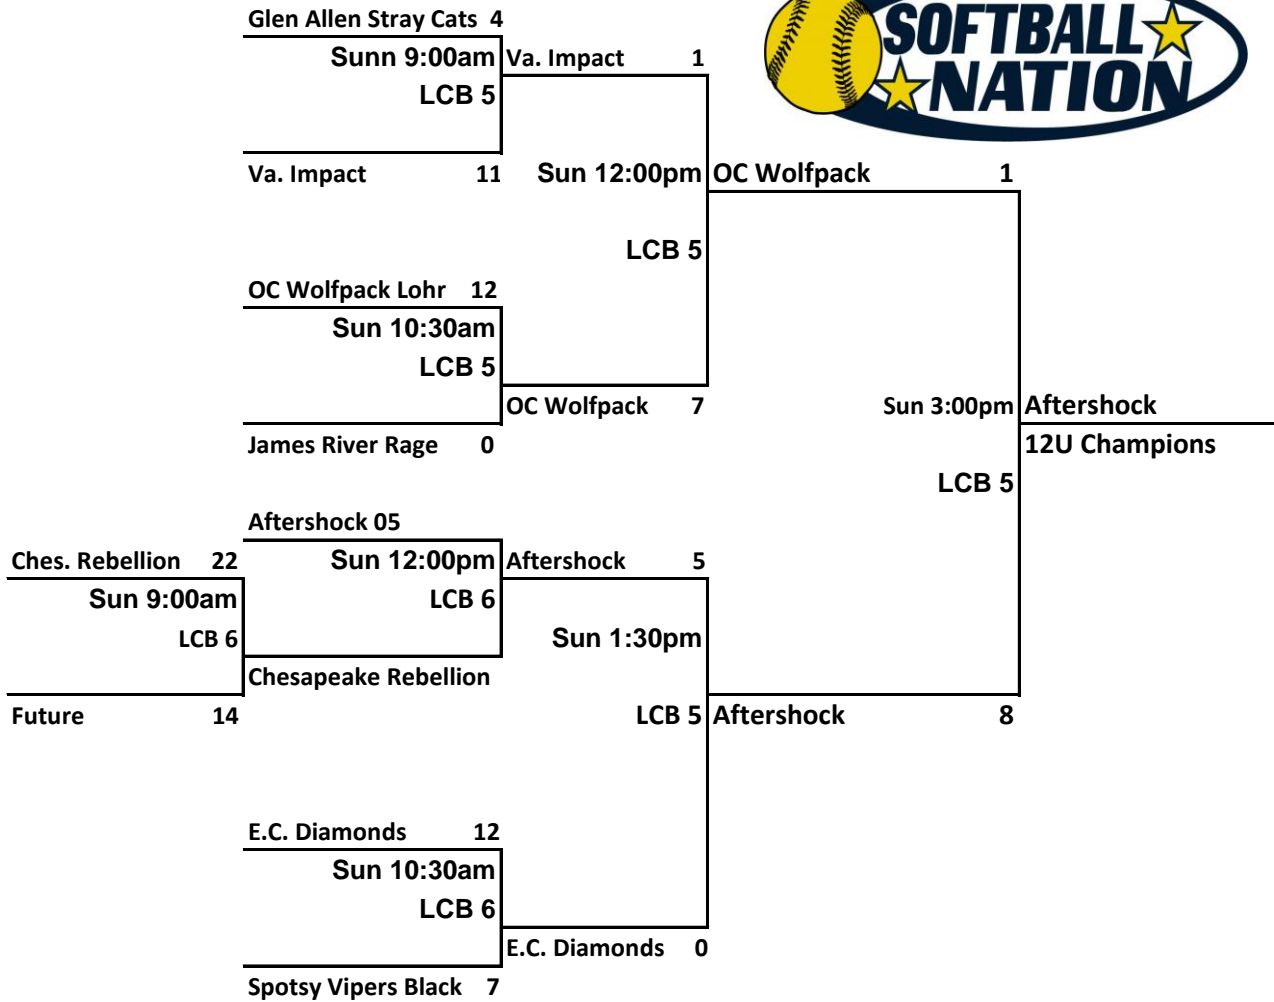 SOFTBALL
NATION
Glen Allen Stray Cats 4
Sunn 9:00am
LCB 5
Va. Impact 11
Va. Impact 1
Sun 12:00pm
LCB 5
OC Wolfpack 1
OC Wolfpack Lohr 12
Sun 10:30am
LCB 5
James River Rage 0
OC Wolfpack 7
Sun 3:00pm
LCB 5
Aftershock
12U Champions
Aftershock 05
Sun 12:00pm
LCB 6
Chesapeake Rebellion
Ches. Rebellion 22
Sun 9:00am
LCB 6
Future 14
Aftershock 5
Sun 1:30pm
LCB 5
Aftershock 8
E.C. Diamonds 12
Sun 10:30am
LCB 6
Spotsy Vipers Black 7
E.C. Diamonds 0